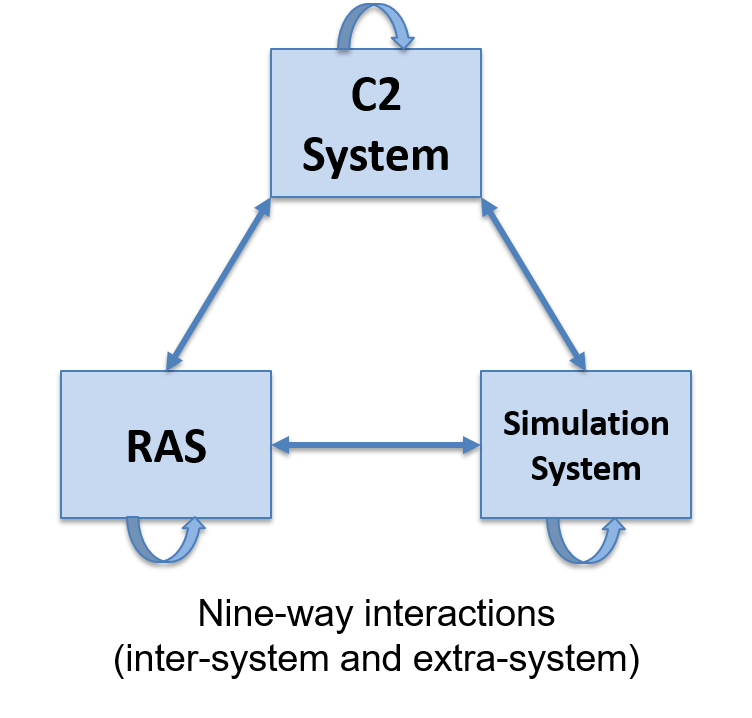 C2
System
RAS
Simulation
System
Nine-way interactions
(inter-system and extra-system)